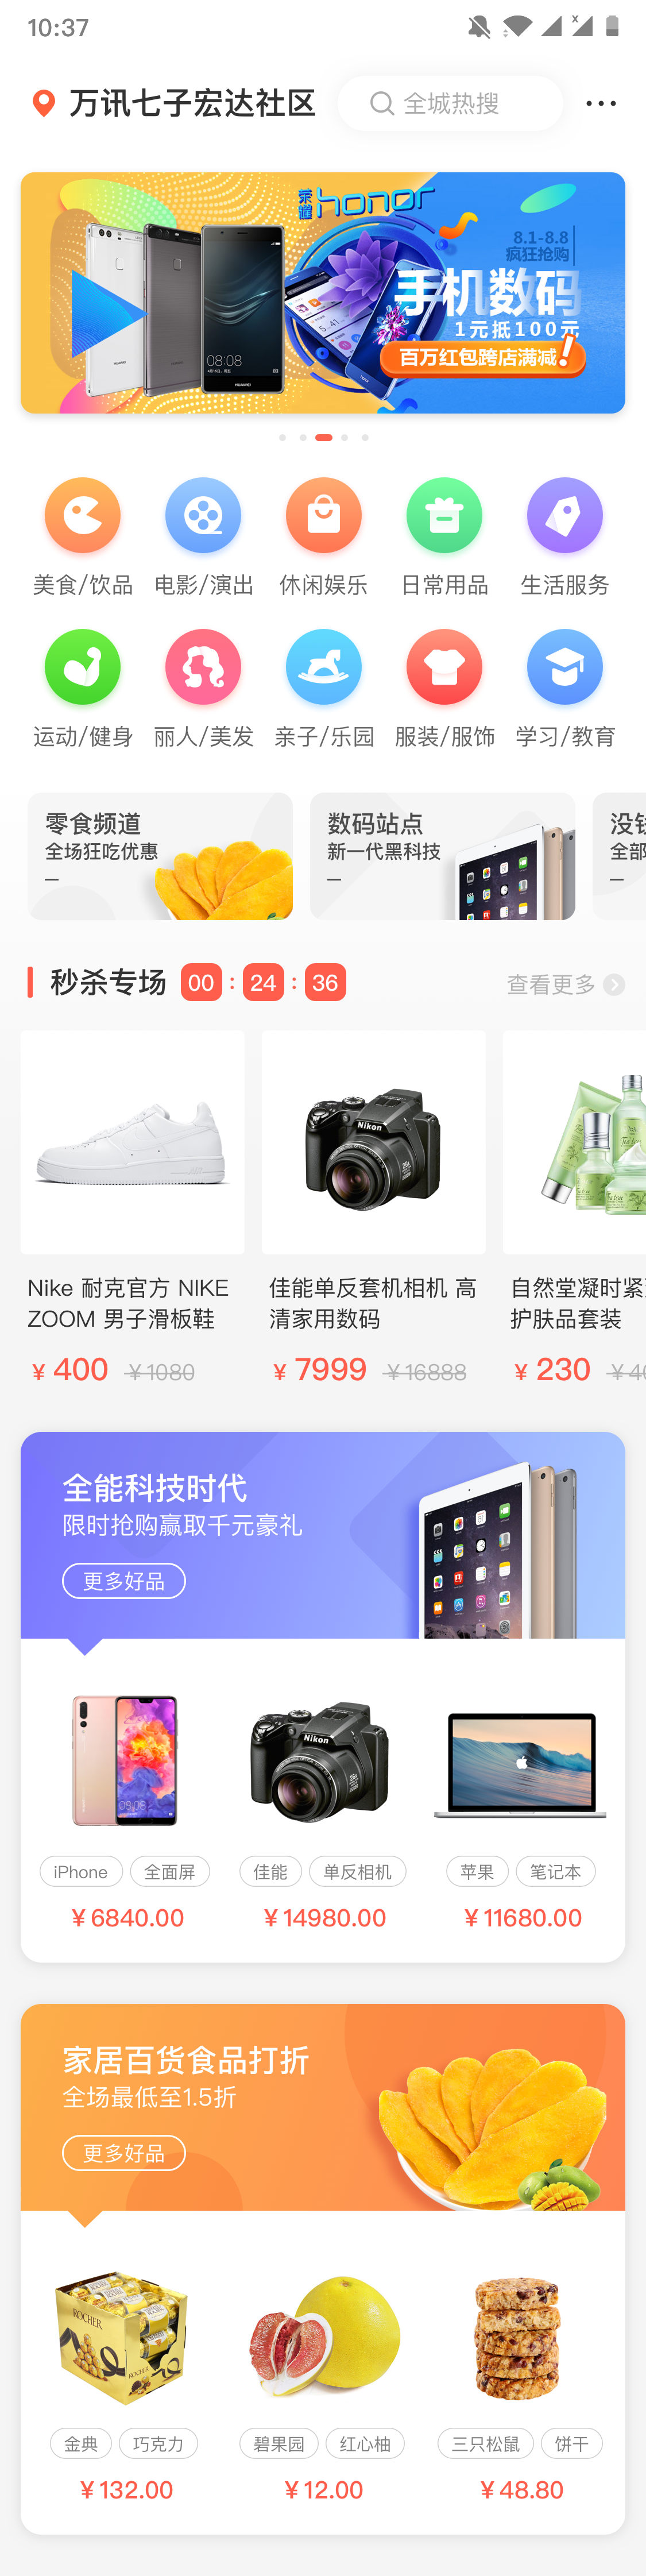 10:37
万讯七子宏达社区
全城热搜
荣耀 honor
8.1-8.8
疯狂抢购
手机数码
1元抵100元
百万红包跨店满减!
08:08
HUAWEI
美食/饮品 电影/演出 休闲娱乐 日常用品 生活服务
运动/健身 丽人/美发 亲子/乐园 服装/服饰 学习/教育
零食频道
全场狂吃优惠
数码站点
新一代黑科技
没
全部
秒杀专场 00 : 24 : 36
查看更多
Nikon
Nike 耐克官方 NIKE
ZOOM 男子滑板鞋
¥ 400 ¥1080
佳能单反套机相机 高
清家用数码
¥ 7999 ¥16888
自然堂凝时紧
护肤品套装
¥ 230
全能科技时代
限时抢购赢取千元豪礼
更多好品
Nikon
iPhone 全面屏
佳能 单反相机
苹果 笔记本
¥6840.00
¥14980.00
¥11680.00
家居百货食品打折
全场最低至1.5折
更多好品
ROCHER
ROCHER
金典 巧克力
碧果园 红心柚
三只松鼠 饼干
¥132.00
¥12.00
¥48.80